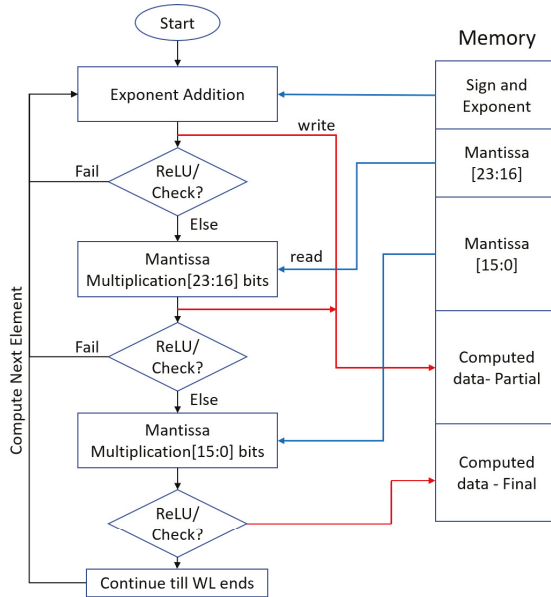 Start
Memory
Exponent Addition
Sign and
Exponent
write
Mantissa
[23:16]
Fail
ReLU/
Check?
Else
Mantissa
Multiplication[23:16] bits
read
Mantissa
[15:0]
Fail
ReLU/
Check?
Else
Computed
data- Partial
Compute Next Element
Mantissa
Multiplication[15:0] bits
Computed
data - Final
ReLU/
Check?
Continue till WL ends